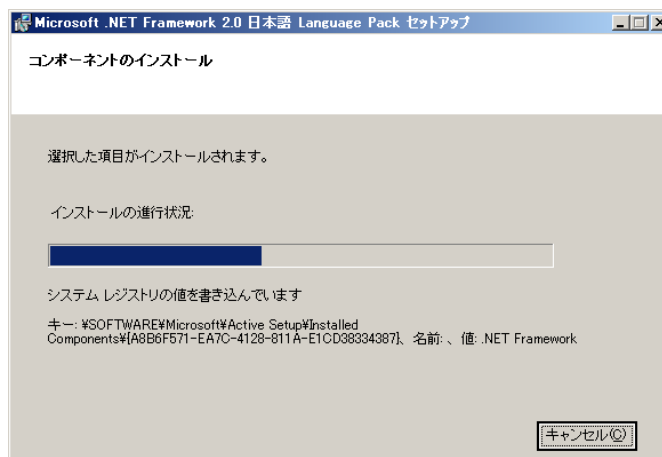 Microsoft .NET Framework 2.0 日本語 Language Pack セットアップ
コンポーネントのインストール
選択した項目がインストールされます。
インストールの進行状況:
システム レジストリの値を書き込んでいます
キー: ¥SOFTWARE¥Microsoft¥Active Setup¥Installed
Components¥{A8B6F571-EA7C-4128-811A-E1CD38334387}、名前: 、値: .NET Framework
キャンセル(C)